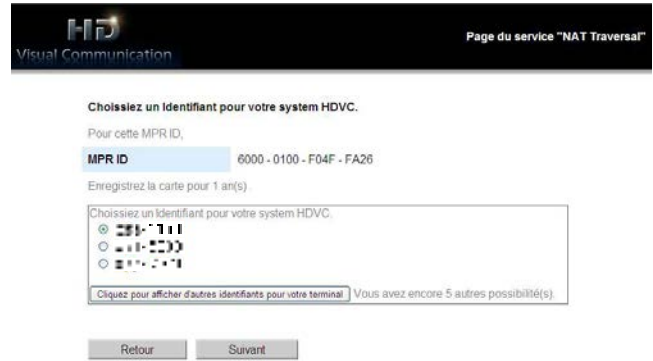 HD
Visual Communication
Page du service "NAT Traversal"
Choissiez un Identifiant pour votre system HDVC.
Pour cette MPR ID,
MPR ID 6000 - 0100 - F04F - FA26
Enregistrez la carte pour 1 an(s)
Choissiez un Identifiant pour votre system HDVC.
Cliquez pour afficher d'autres identifiants pour votre terminal Vous avez encore 5 autres possibilité(s).
Retour Suivant